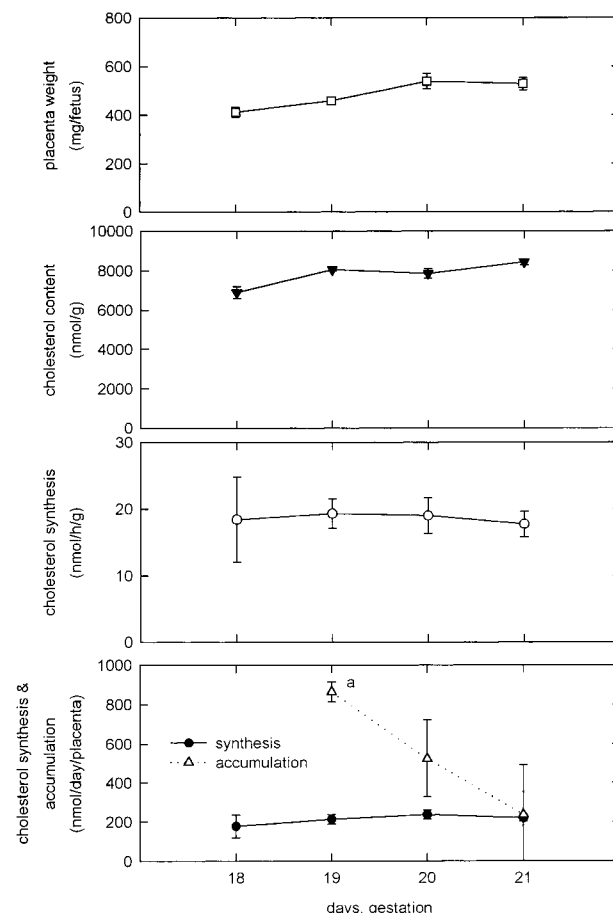 placenta weight
(mg/fetus)
800
600
400
200
0
cholesterol content
(nmol/g)
10000
8000
6000
4000
2000
0
cholesterol synthesis
(nmol/h/g)
30
20
10
0
cholesterol synthesis &
accumulation
(nmol/day/placenta)
1000
800
600
400
200
0
a
synthesis
accumulation
18 19 20 21
days, gestation